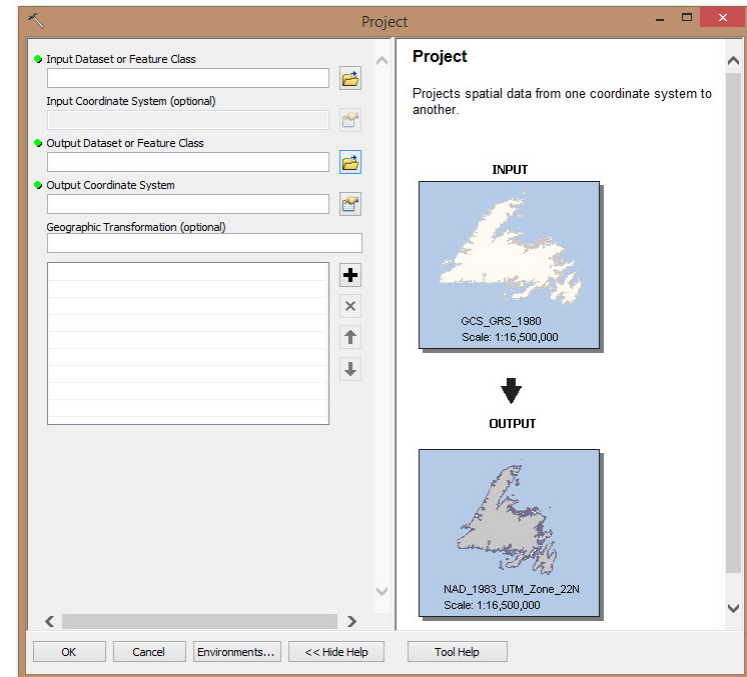 Project
Input Dataset or Feature Class
Input Coordinate System (optional)
Output Dataset or Feature Class
Output Coordinate System
Geographic Transformation (optional)
OK
Cancel
Environments...
<< Hide Help
Project
Projects spatial data from one coordinate system to
another.
INPUT
GCS_GRS_1980
Scale: 1:16,500,000
OUTPUT
NAD_1983_UTM_Zone_22N
Scale: 1:16,500,000
Tool Help